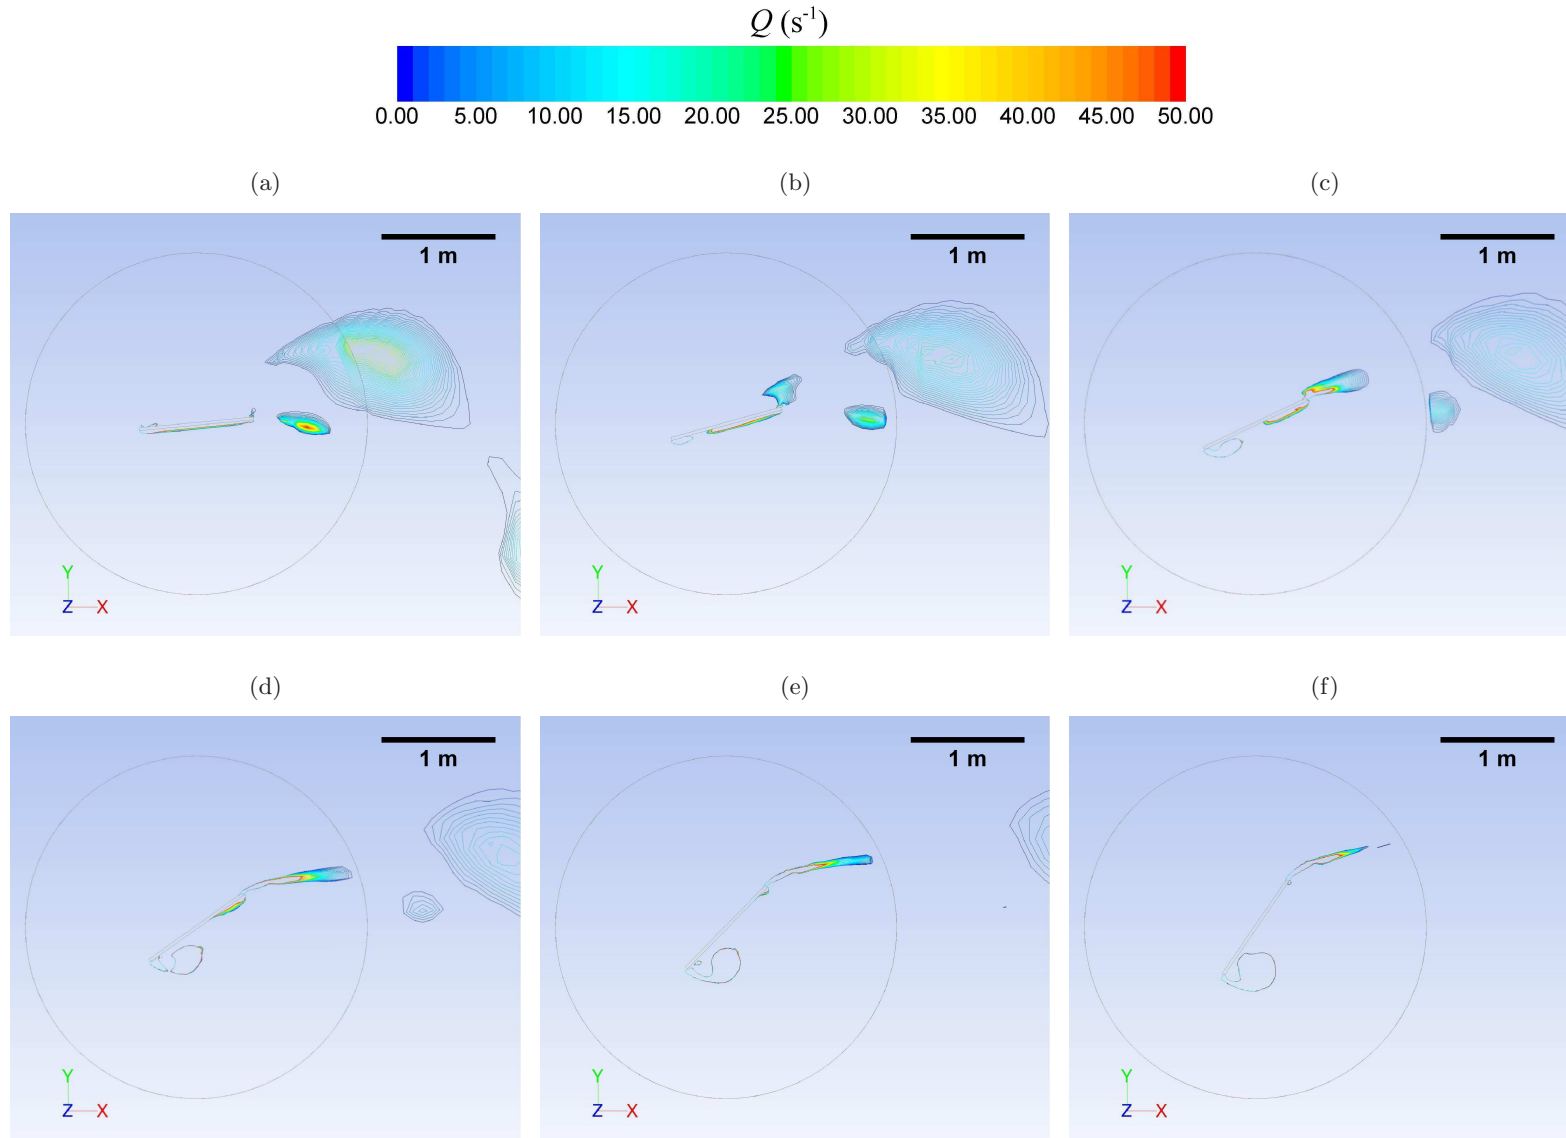 Q (s⁻¹)
0.00 5.00 10.00 15.00 20.00 25.00 30.00 35.00 40.00 45.00 50.00
(a) (b) (c)
1 m 1 m 1 m
Y Y Y
Z X Z X Z X
(d) (e) (f)
1 m 1 m 1 m
Y Y Y
Z X Z X Z X